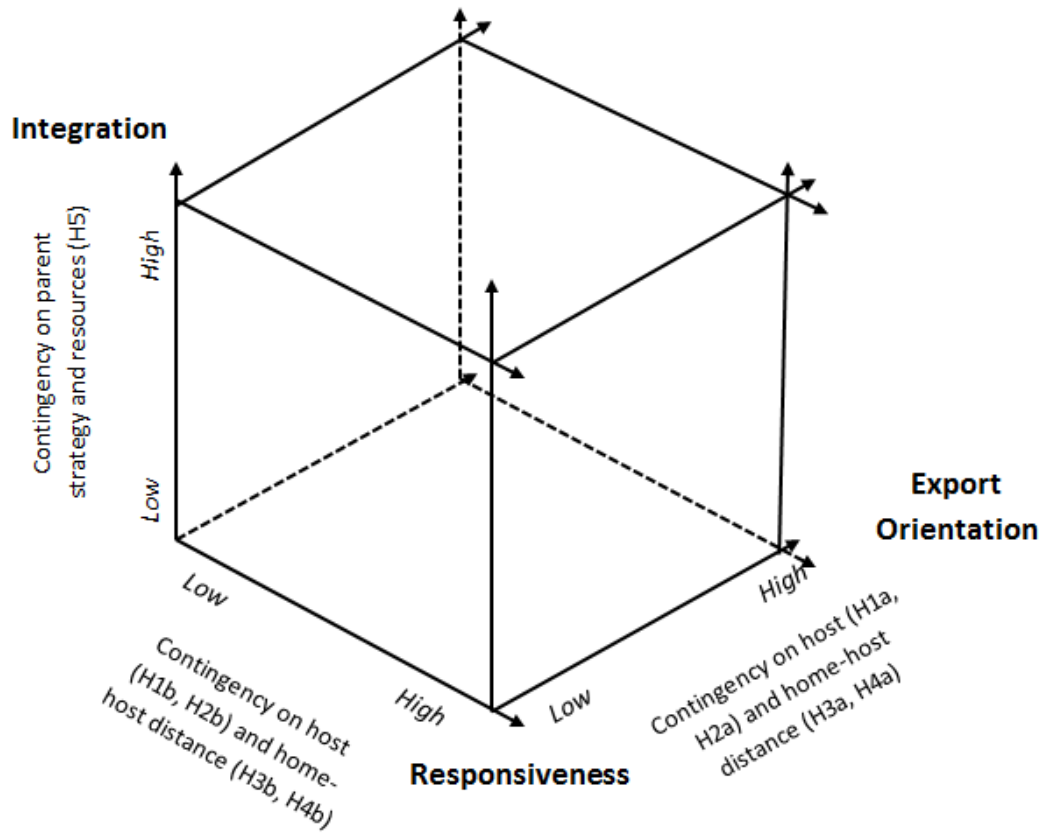 Integration
Contingency on parent
strategy and resources (H5)
High
Low
Export
Orientation
Low
High
Contingency on host
(H1b, H2b) and home-
host distance (H3b, H4b)
Responsiveness
Low
High
Contingency on host (H1a,
H2a) and home-host
distance (H3a, H4a)